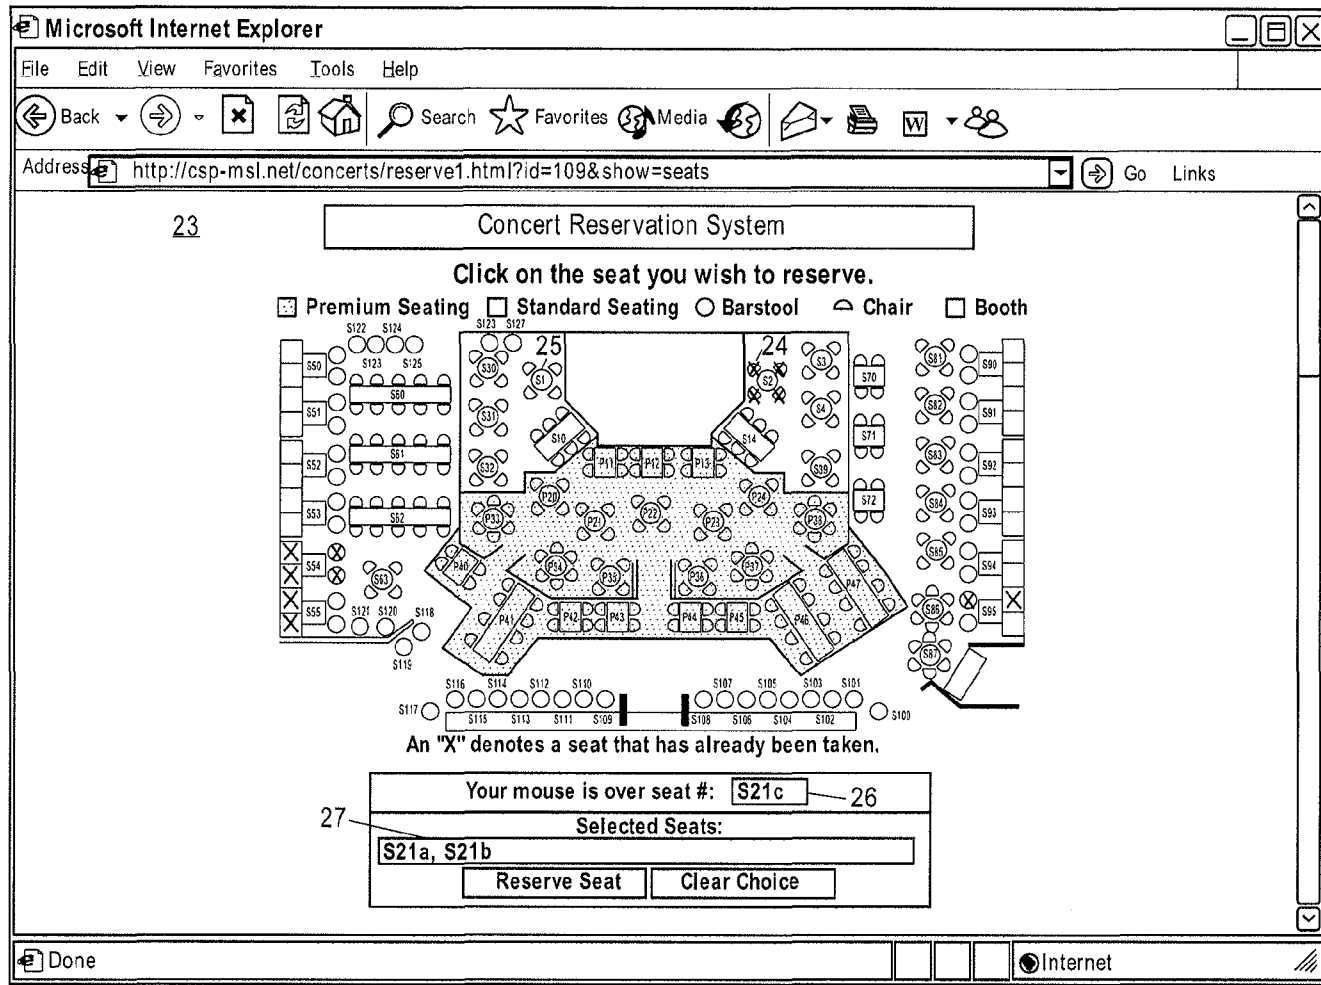 Microsoft Internet Explorer
File Edit View Favorites Tools Help
Back Search Favorites Media W
Address http://csp-msl.net/concerts/reserve1.html?id=109&show=seats Go Links
23
Concert Reservation System
Click on the seat you wish to reserve.
Premium Seating Standard Seating Barstool Chair Booth
S122 S124 S123 S127
S123 S125
25 24
S50 S30 S1 S2 S3 S70 S81 S90
S60
S51 S31 S10 S14 S4 S71 S82 S91
S52 S61 S32 P11 P12 P13 S39 S83 S92
S53 S62 P33 P20 P21 P22 P23 P24 P38 S72 S84 S93
S54 S63 P40 P34 P35 P36 P37 P47 S85 S94
S55 S121 S120 S118 P41 P42 P43 P44 P45 P46 S86 S95
S119 S87
S116 S114 S112 S110 S107 S105 S103 S101
S117 S115 S113 S111 S109 S108 S106 S104 S102 S100
An "X" denotes a seat that has already been taken.
Your mouse is over seat #: S21c 26
27
Selected Seats:
S21a, S21b
Reserve Seat Clear Choice
Done Internet